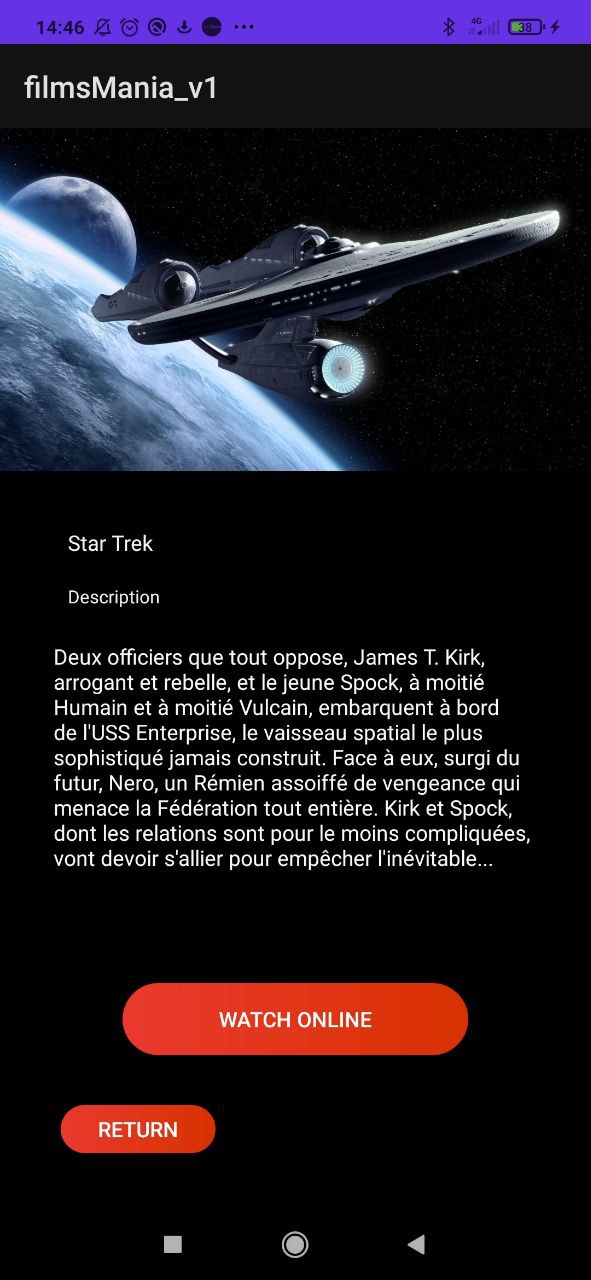 14:46
4G
38
filmsMania_v1
Star Trek
Description
Deux officiers que tout oppose, James T. Kirk,
arrogant et rebelle, et le jeune Spock, à moitié
Humain et à moitié Vulcain, embarquent à bord
de l'USS Enterprise, le vaisseau spatial le plus
sophistiqué jamais construit. Face à eux, surgi du
futur, Nero, un Rémien assoiffé de vengeance qui
menace la Fédération tout entière. Kirk et Spock,
dont les relations sont pour le moins compliquées,
vont devoir s'allier pour empêcher l'inévitable...
WATCH ONLINE
RETURN